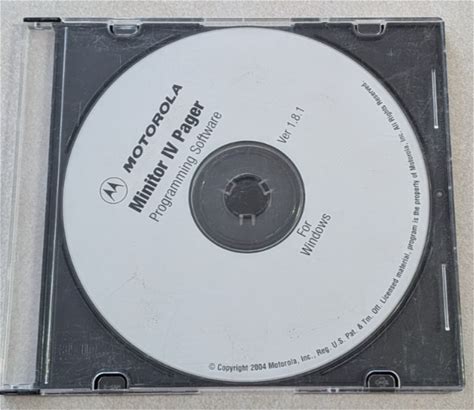 MOTOROLA
Minitor IV Pager
Programming Software
Ver 1.8.1
For
Windows
© Copyright 2004 Motorola, Inc., Reg. U.S. Pat. & Tm. Off. Licensed material, program is the property of Motorola, Inc. All Rights Reserved.